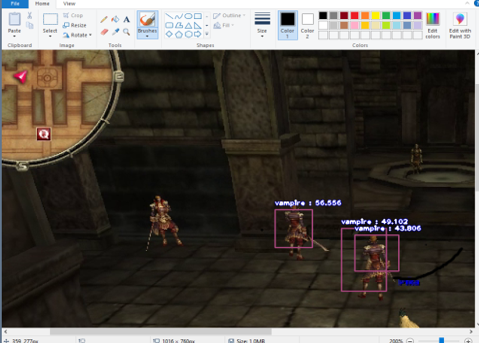 File
Home
View
Paste
Select
Crop
Resize
Rotate
Brushes
Outline
Fill
Size
Color 1
Color 2
Edit colors
Edit with Paint 3D
Clipboard
Image
Tools
Shapes
Colors
S
vampire : 56.556
vampire : 49.102
vampire : 43.806
359, 277px
1016 × 760px
Size: 1.0MB
200%